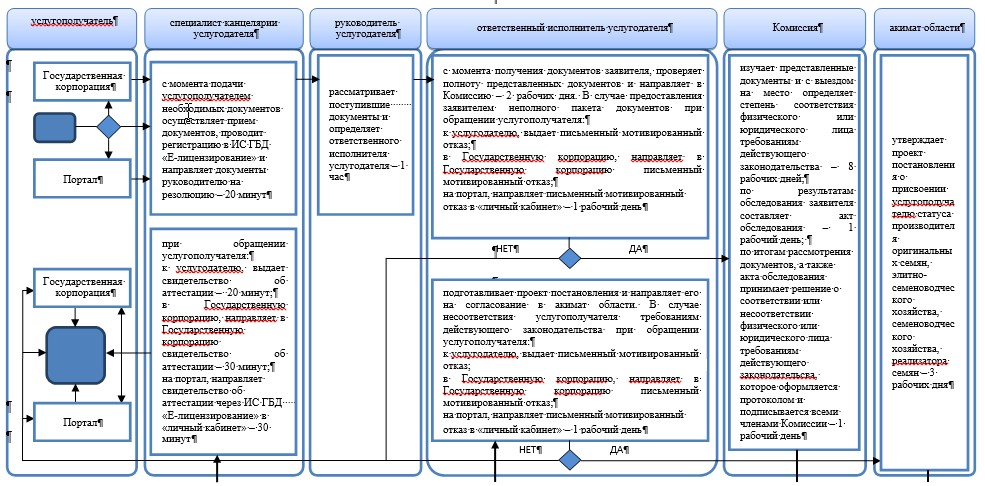 услугополучатель
специалист канцелярии
услугодателя
руководитель
услугодателя
ответственный исполнитель услугодателя
Комиссия
акимат области
Государственная
корпорация
Портал
Государственная
корпорация
Портал
с момента подачи
услугополучателем
необходимых документов
осуществляет прием
документов, проводит
регистрацию в ИС ГБД
«Е-лицензирование» и
направляет документы
руководителю на
резолюцию – 20 минут
при обращении
услугополучателя:
к услугодателю, выдает
свидетельство об
аттестации – 20 минут;
в Государственную
корпорацию, направляет в
Государственную
корпорацию
свидетельство об
аттестации – 30 минут;
на портал, направляет
свидетельство об
аттестации через ИС ГБД
«Е-лицензирование» в
«личный кабинет» – 30
минут
рассматривает
поступившие
документы и
определяет
ответственного
исполнителя
услугодателя – 1
час
с момента получения документов заявителя, проверяет
полноту представленных документов и направляет в
Комиссию – 2 рабочих дня. В случае предоставления
заявителем неполного пакета документов при
обращении услугополучателя:
к услугодателю, выдает письменный мотивированный
отказ;
в Государственную корпорацию, направляет в
Государственную корпорацию письменный
мотивированный отказ;
на портал, направляет письменный мотивированный
отказ в «личный кабинет» – 1 рабочий день
НЕТ ДА
подготавливает проект постановления и направляет его
на согласование в акимат области. В случае
несоответствия услугополучателя требованиям
действующего законодательства при обращении
услугополучателя:
к услугодателю, выдает письменный мотивированный
отказ;
в Государственную корпорацию, направляет в
Государственную корпорацию письменный
мотивированный отказ;
на портал, направляет письменный мотивированный
отказ в «личный кабинет» – 1 рабочий день
НЕТ ДА
изучает представленные
документы и с выездом
на место определяет
степень соответствия
физического или
юридического лица
требованиям
действующего
законодательства – 8
рабочих дней;
по результатам
обследования заявителя
составляет акт
обследования – 1
рабочий день;
по итогам рассмотрения
документов, а также
акта обследования
принимает решение о
соответствии или
несоответствии
физического или
юридического лица
требованиям
действующего
законодательсва,
которое оформляется
протоколом и
подписывается всеми
членами Комиссии – 1
рабочий день
утверждает
проект
постановлени
я о
присвоении
услугополуча
телю статуса
производител
я
оригинальны
х семян,
элитно-
семеноводчес
кого
хозяйства,
семеноводчес
кого
хозяйства,
реализатора
семян – 3
рабочих дня